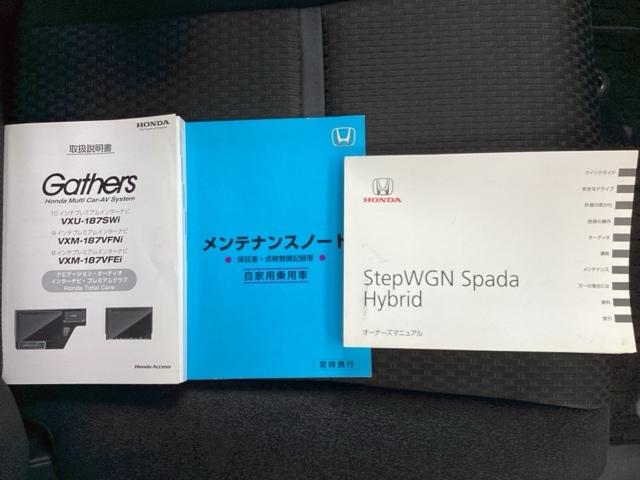 HONDA
取扱説明書
Gathers
Honda Multi Car-AV System
10インチプレミアムインターナビ
VXU-187SWi
9インチプレミアムインターナビ
VXM-187VFNi
8インチプレミアムインターナビ
VXM-187VFEi
ナビゲーション・オーディオ
インターナビ・プレミアムクラブ
Honda Total Care
Honda Access
メンテナンスノート
保証書・点検整備記録簿
自家用乗用車
常時携行
HONDA
StepWGN Spada
Hybrid
オーナーズマニュアル
クイックガイド
安全なドライブ
計器の見かた
各部の操作
オーディオ
運転
メンテナンス
万一の場合には
資料
索引